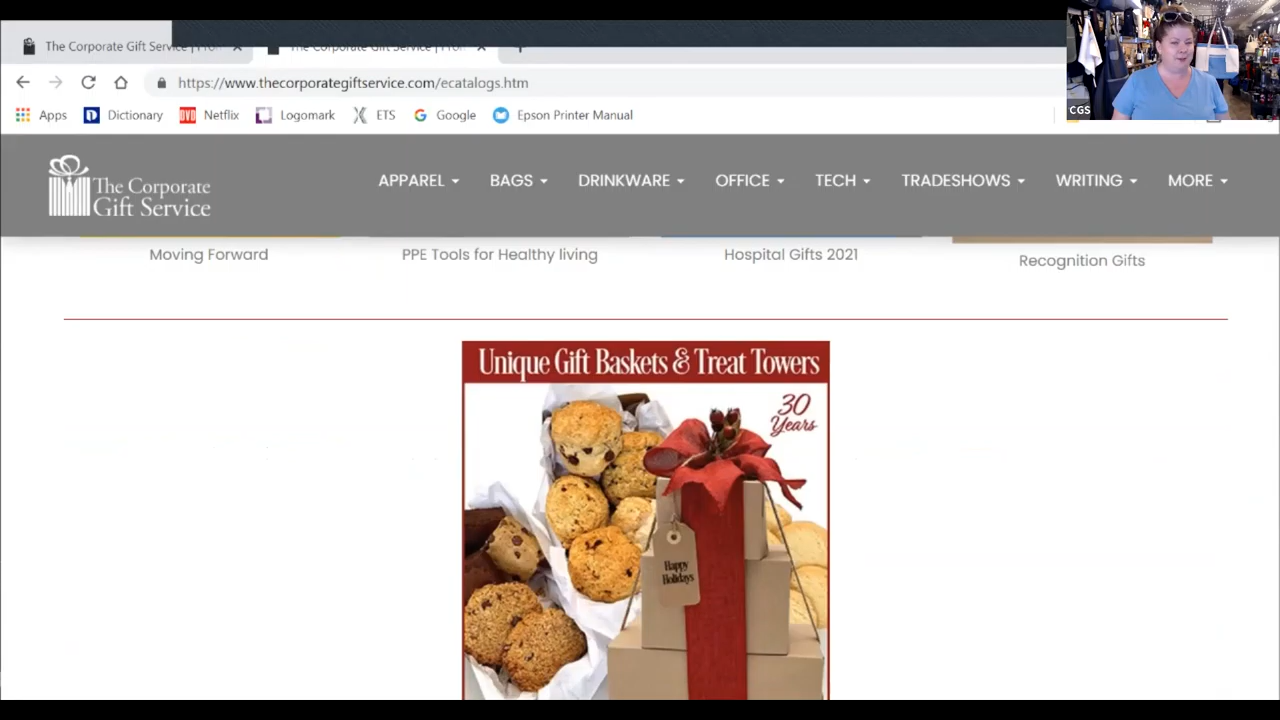 The Corporate Gift Service | Prom
The Corporate Gift Service | Prom
https://www.thecorporategiftservice.com/ecatalogs.htm
Apps Dictionary Netflix Logomark ETS Google Epson Printer Manual
CGS
The Corporate
Gift Service
APPAREL BAGS DRINKWARE OFFICE TECH TRADESHOWS WRITING MORE
Moving Forward
PPE Tools for Healthy living
Hospital Gifts 2021
Recognition Gifts
Unique Gift Baskets & Treat Towers
30
Years
Happy
Holidays